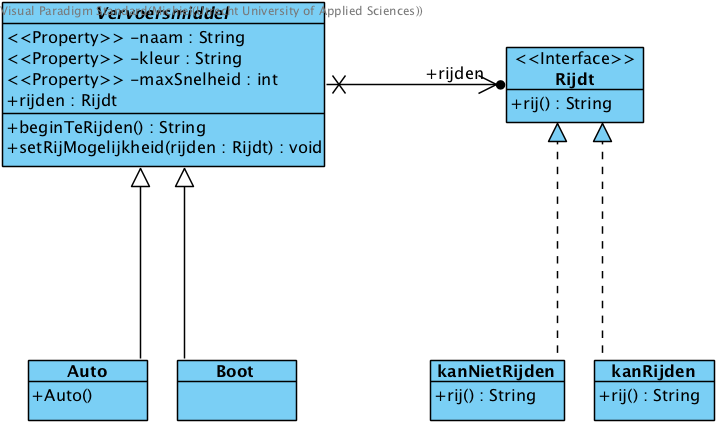 Visual Paradigm Standard(Michiel(Utrecht University of Applied Sciences))
Vervoersmiddel
<<Property>> -naam : String
<<Property>> -kleur : String
<<Property>> -maxSnelheid : int
+rijden : Rijdt
+beginTeRijden() : String
+setRijMogelijkheid(rijden : Rijdt) : void
+rijden
<<Interface>>
Rijdt
+rij() : String
Auto
+Auto()
Boot
kanNietRijden
+rij() : String
kanRijden
+rij() : String